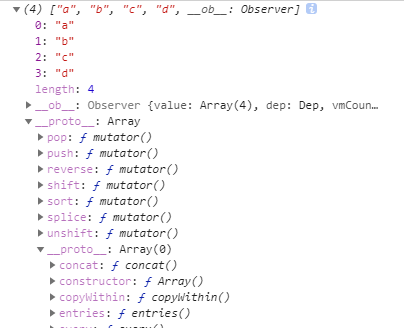 (4) ["a", "b", "c", "d", __ob__: Observer] i
0: "a"
1: "b"
2: "c"
3: "d"
length: 4
__ob__: Observer {value: Array(4), dep: Dep, vmCoun…
__proto__: Array
pop: ƒ mutator()
push: ƒ mutator()
reverse: ƒ mutator()
shift: ƒ mutator()
sort: ƒ mutator()
splice: ƒ mutator()
unshift: ƒ mutator()
__proto__: Array(0)
concat: ƒ concat()
constructor: ƒ Array()
copyWithin: ƒ copyWithin()
entries: ƒ entries()